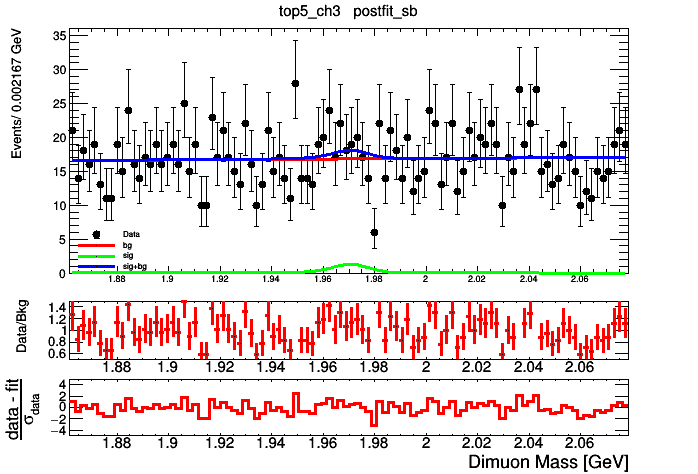 top5_ch3 postfit_sb
Events/ 0.002167 GeV
35
30
25
20
15
10
5
0
Data
bg
sig
sig+bg
1.88 1.9 1.92 1.94 1.96 1.98 2 2.02 2.04 2.06
Data/Bkg
1.4
1.2
1
0.8
0.6
1.88 1.9 1.92 1.94 1.96 1.98 2 2.02 2.04 2.06
data - fit
σdata
4
2
0
−2
−4
1.88 1.9 1.92 1.94 1.96 1.98 2 2.02 2.04 2.06
Dimuon Mass [GeV]